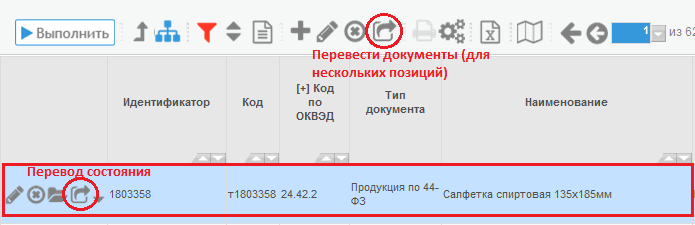 Выполнить
1 из 62
Перевести документы (для
нескольких позиций)
Идентификатор
Код
[+] Код
по
ОКВЭД
Тип
документа
Наименование
Перевод состояния
1803358
т1803358
24.42.2
Продукция по 44-
ФЗ
Салфетка спиртовая 135х185мм